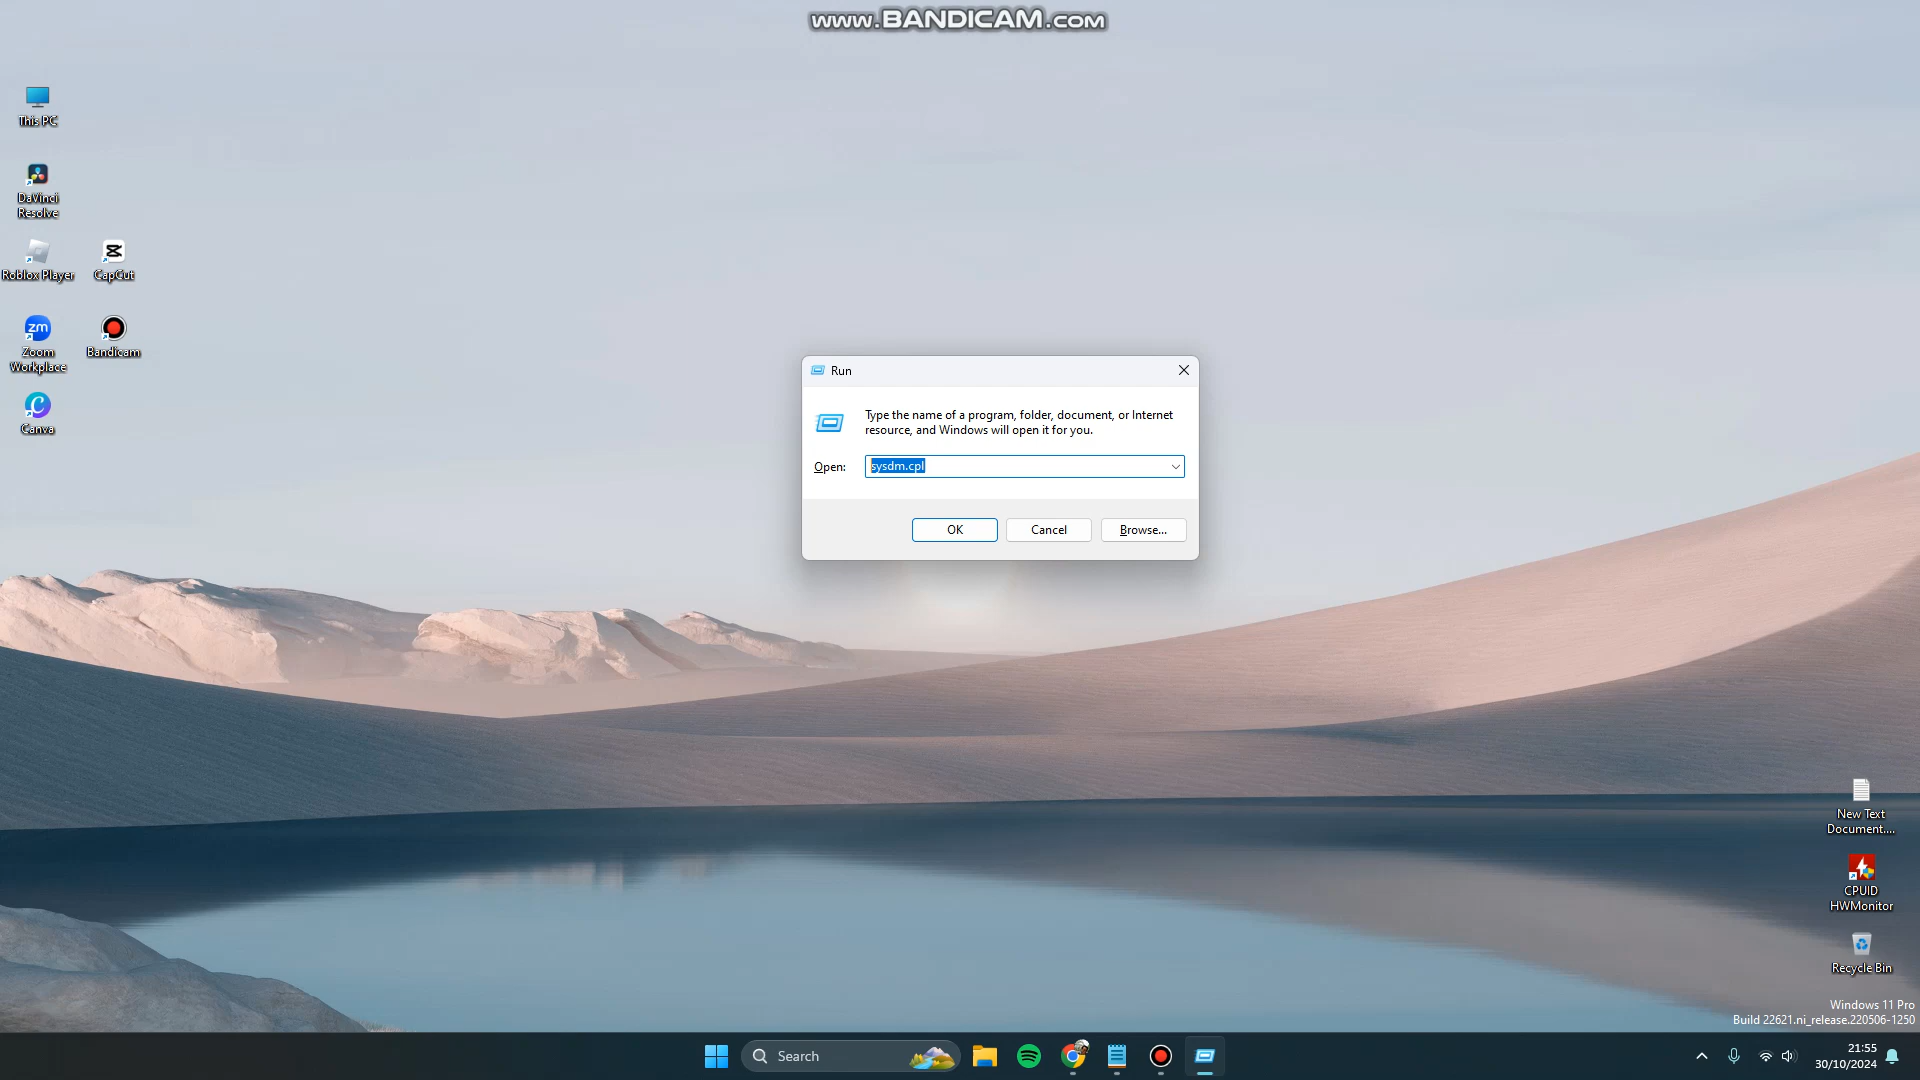 www.BANDICAM.com
This PC
DaVinci
Resolve
Roblox Player
CapCut
zm
Zoom
Workplace
Bandicam
Canva
Run
Type the name of a program, folder, document, or Internet
resource, and Windows will open it for you.
Open:
sysdm.cpl
OK
Cancel
Browse...
New Text
Document....
CPUID
HWMonitor
Recycle Bin
Windows 11 Pro
Build 22621.ni_release.220506-1250
Search
21:55
30/10/2024